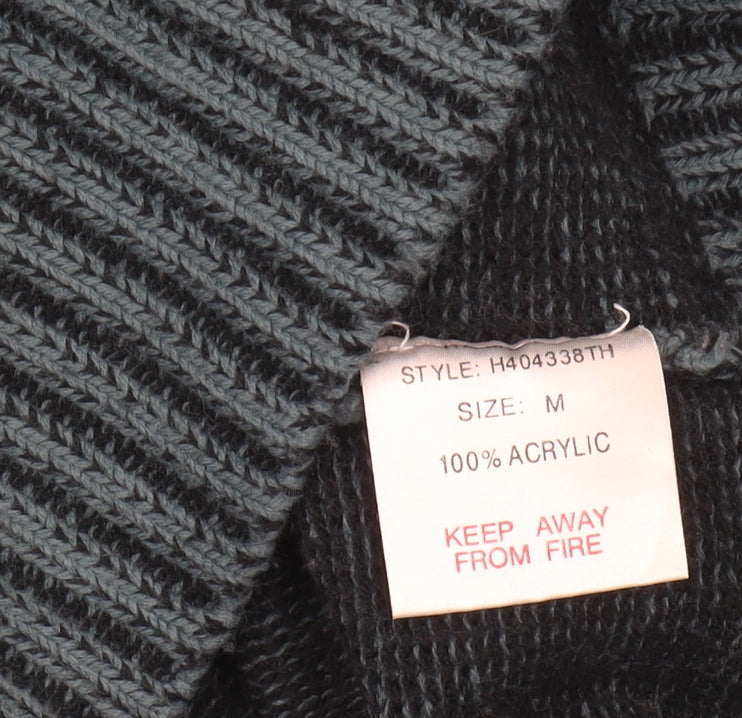 STYLE: H404338TH
SIZE: M
100% ACRYLIC
KEEP AWAY
FROM FIRE